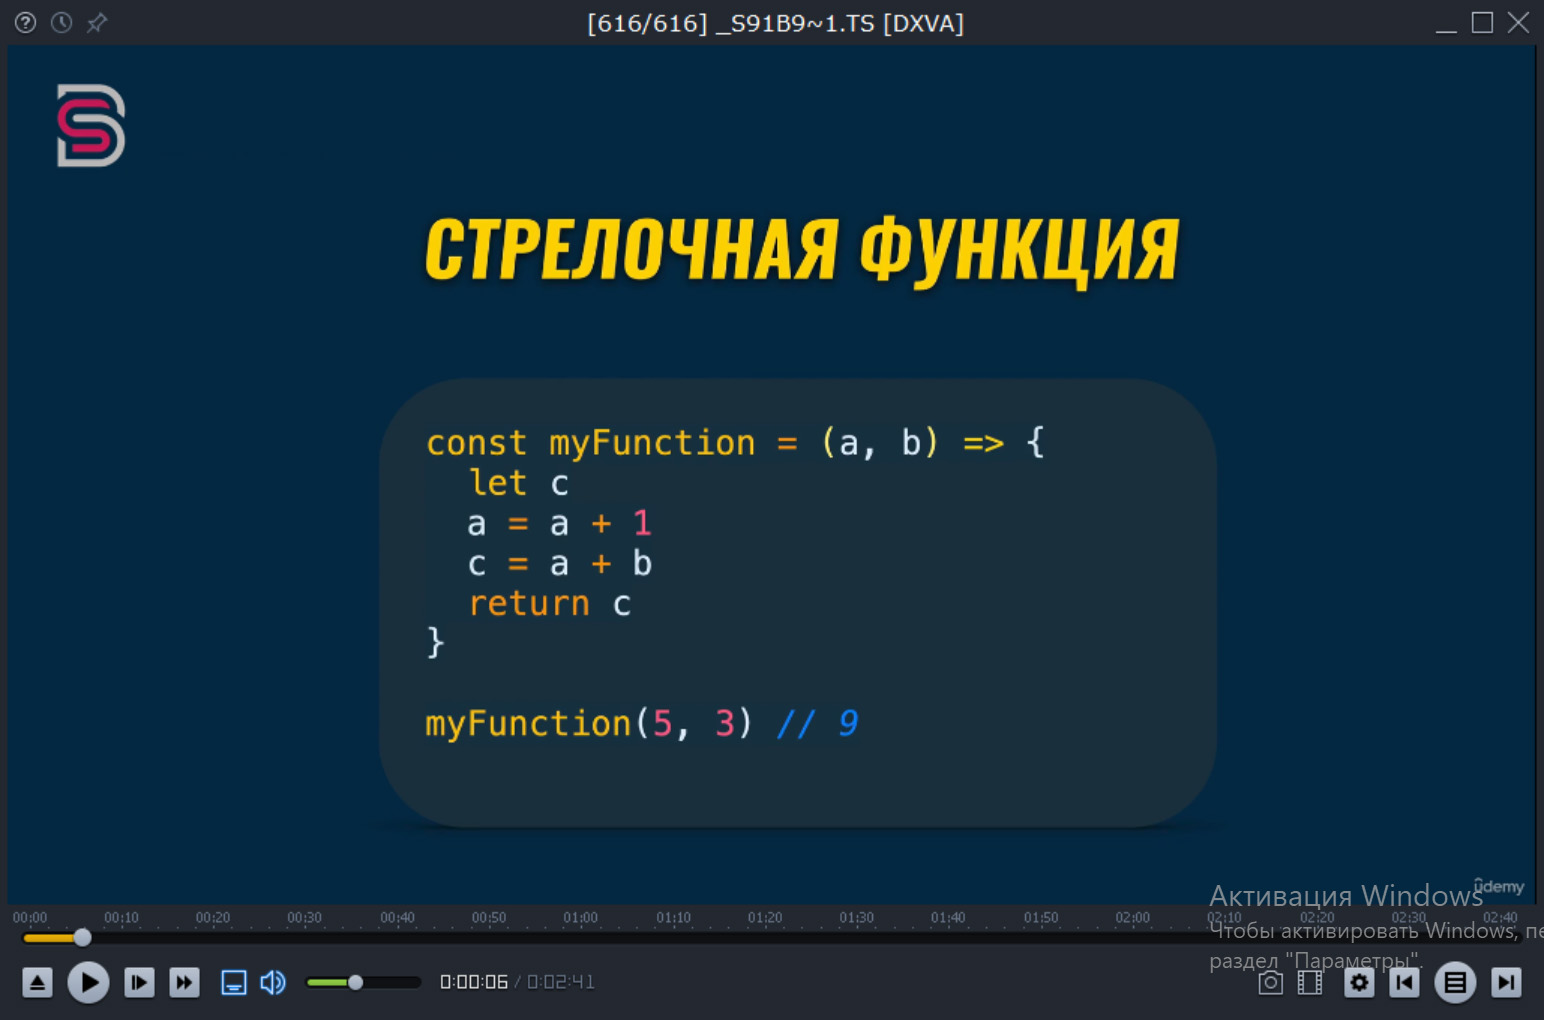 [616/616] _S91B9~1.TS [DXVA]
СТРЕЛОЧНАЯ ФУНКЦИЯ
const myFunction = (a, b) => {
let c
a = a + 1
c = a + b
return c
}
myFunction(5, 3) // 9
ûdemy
Активация Windows
00:00 00:10 00:20 00:30 00:40 00:50 01:00 01:10 01:20 01:30 01:40 01:50 02:00 02:10 02:20 02:30 02:40
Чтобы активировать Windows, пе
раздел "Параметры".
0:00:06 / 0:02:41